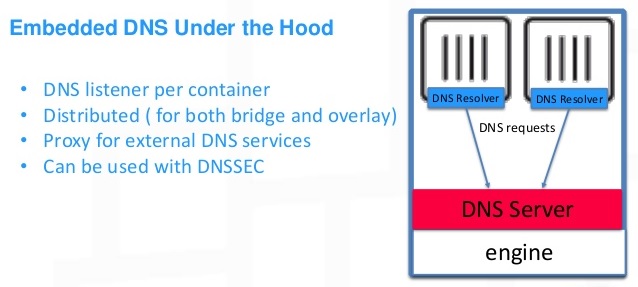 Embedded DNS Under the Hood
• DNS listener per container
• Distributed ( for both bridge and overlay)
• Proxy for external DNS services
• Can be used with DNSSEC
DNS Resolver
DNS Resolver
DNS requests
DNS Server
engine